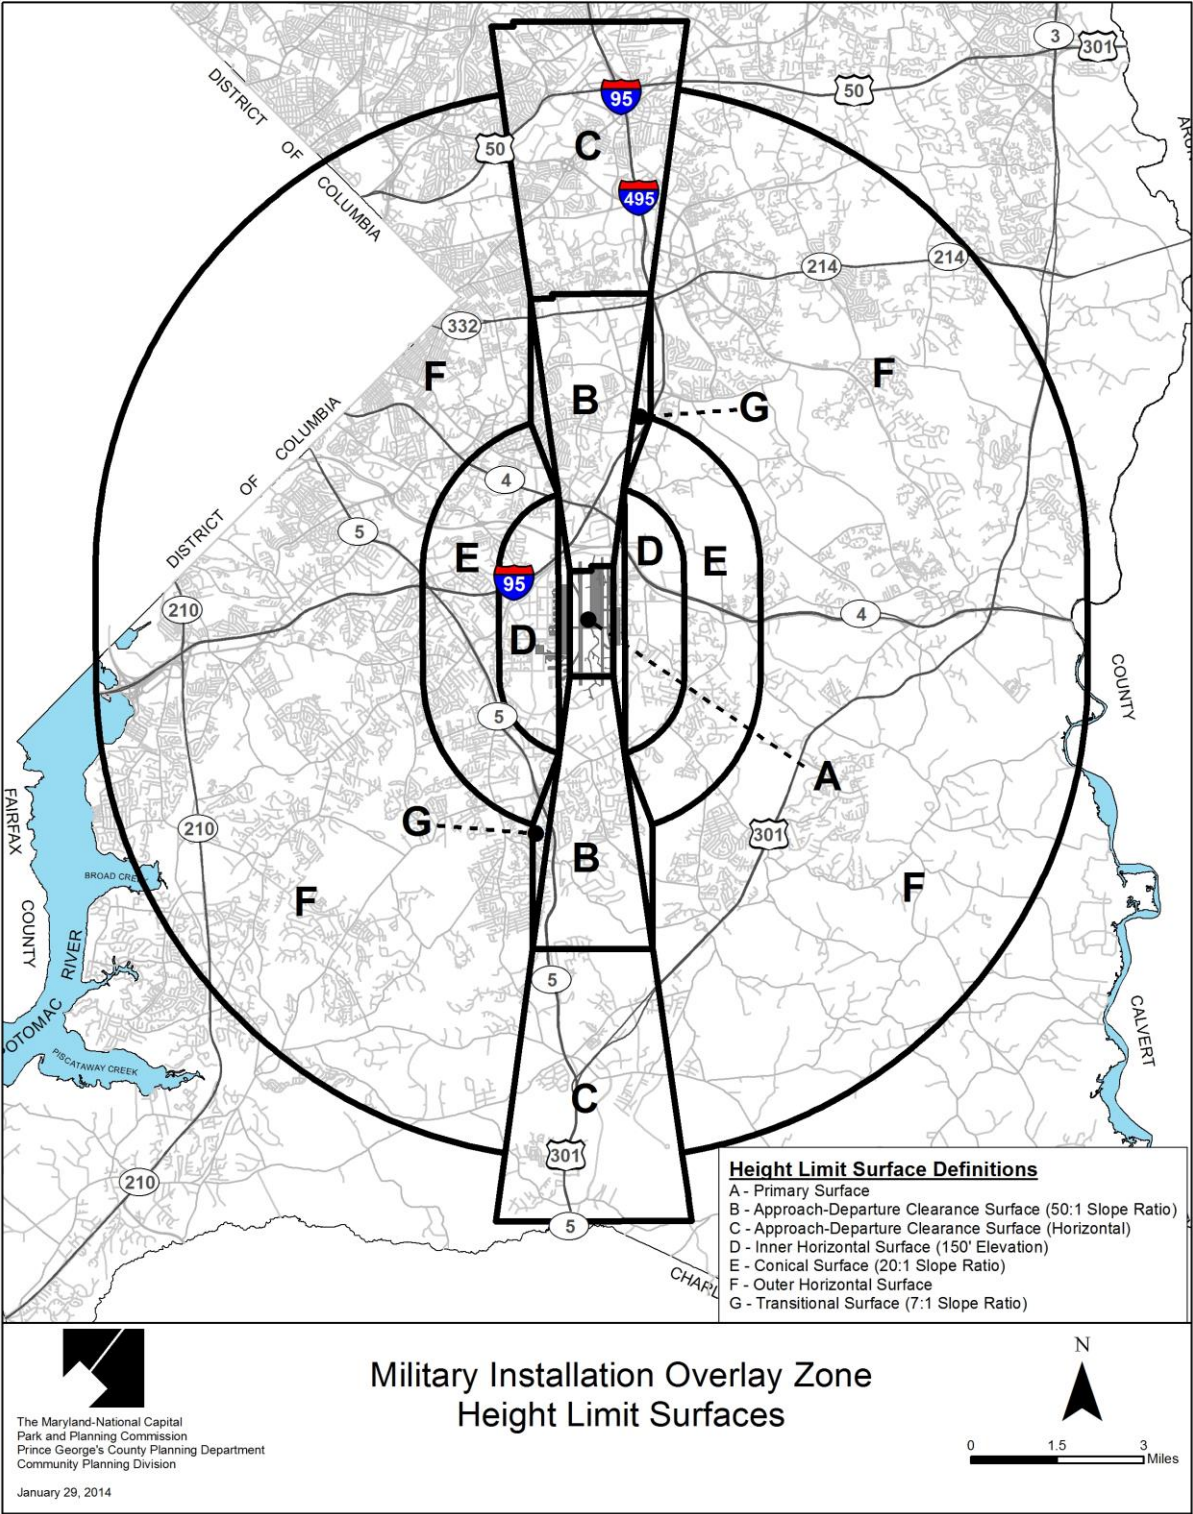 3
301
50
95
DISTRICT
OF
COLUMBIA
C
50
495
214
214
332
F
F
B
G
DISTRICT OF COLUMBIA
4
5
E
D
E
95
210
4
D
COUNTY
5
A
FAIRFAX
G
210
301
B
BROAD
F
F
COUNTY
RIVER
5
CALVERT
PISCATAWAY CREEK
C
301
210
5
Height Limit Surface Definitions
A - Primary Surface
B - Approach-Departure Clearance Surface (50:1 Slope Ratio)
C - Approach-Departure Clearance Surface (Horizontal)
D - Inner Horizontal Surface (150' Elevation)
E - Conical Surface (20:1 Slope Ratio)
F - Outer Horizontal Surface
G - Transitional Surface (7:1 Slope Ratio)
The Maryland-National Capital
Park and Planning Commission
Prince George's County Planning Department
Community Planning Division
January 29, 2014
Military Installation Overlay Zone
Height Limit Surfaces
N
0 1.5 3
Miles